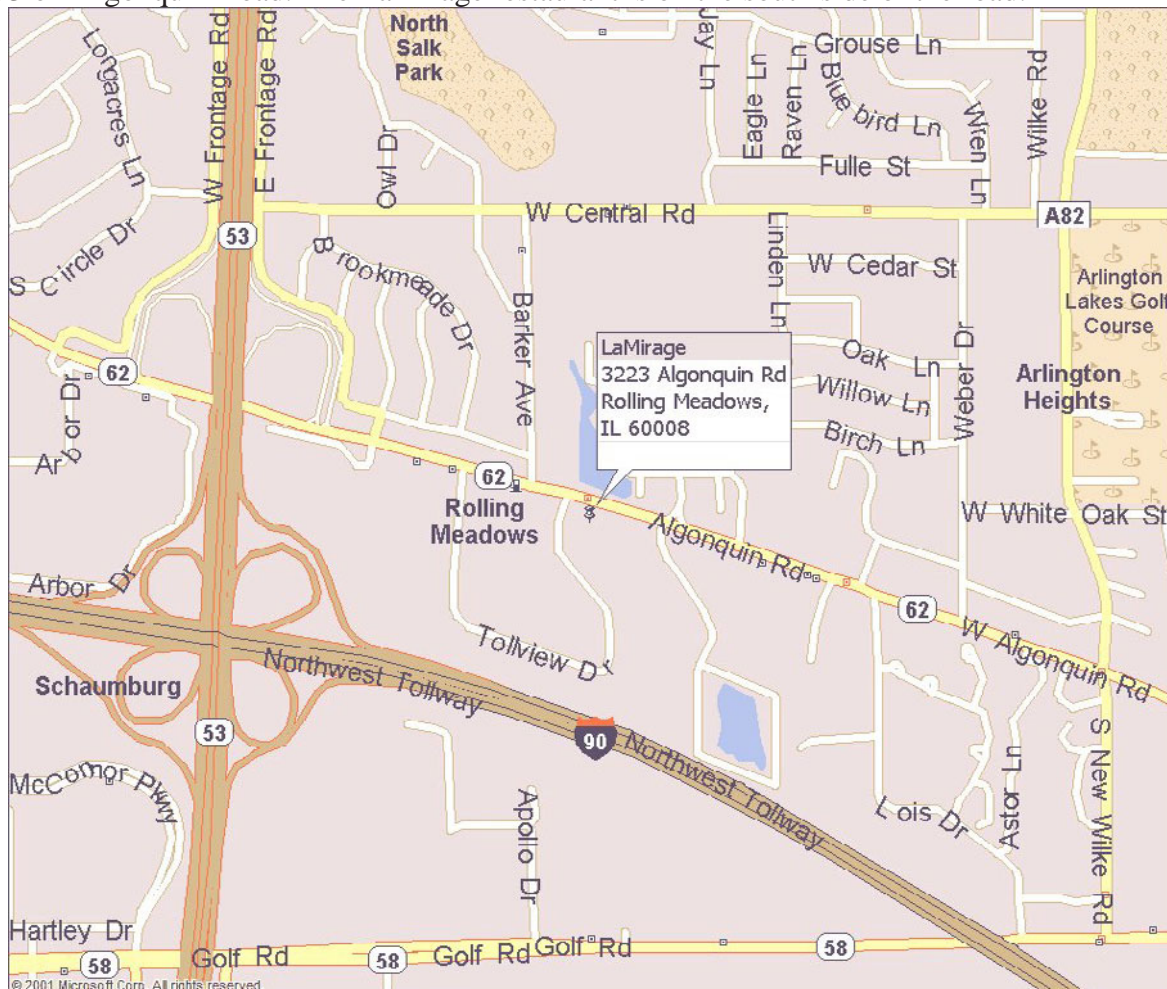 North
Salk
Park
Longacres Ln
W Frontage Rd
E Frontage Rd
Owl Dr
Jay Ln
Eagle Ln
Raven Ln
Blue bird Ln
Grouse Ln
Wren Ln
Wilke Rd
Fulle St
W Central Rd
A82
53
S Circle Dr
Brookmeade Dr
Barker Ave
Linden Ln
W Cedar St
Arlington
Lakes Golf
Course
Weber Dr
Oak Ln
Willow Ln
Birch Ln
Arlington
Heights
LaMirage
3223 Algonquin Rd
Rolling Meadows,
IL 60008
62
Arbor Dr
62
Rolling
Meadows
Algonquin Rd
W White Oak St
Arbor Dr
62
W Algonquin Rd
Tollview Dr
Northwest Tollway
Schaumburg
53
90
Northwest Tollway
McConnor Pkwy
Apollo Dr
Lois Dr
Astor Ln
S New Wilke Rd
Hartley Dr
58
Golf Rd
58
Golf Rd
Golf Rd
58
© 2001 Microsoft Corp. All rights reserved